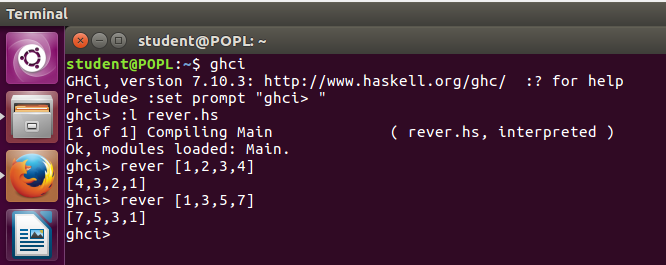 Terminal
student@POPL: ~
student@POPL:~$ ghci
GHCi, version 7.10.3: http://www.haskell.org/ghc/  :? for help
Prelude> :set prompt "ghci> "
ghci> :l rever.hs
[1 of 1] Compiling Main             ( rever.hs, interpreted )
Ok, modules loaded: Main.
ghci> rever [1,2,3,4]
[4,3,2,1]
ghci> rever [1,3,5,7]
[7,5,3,1]
ghci>